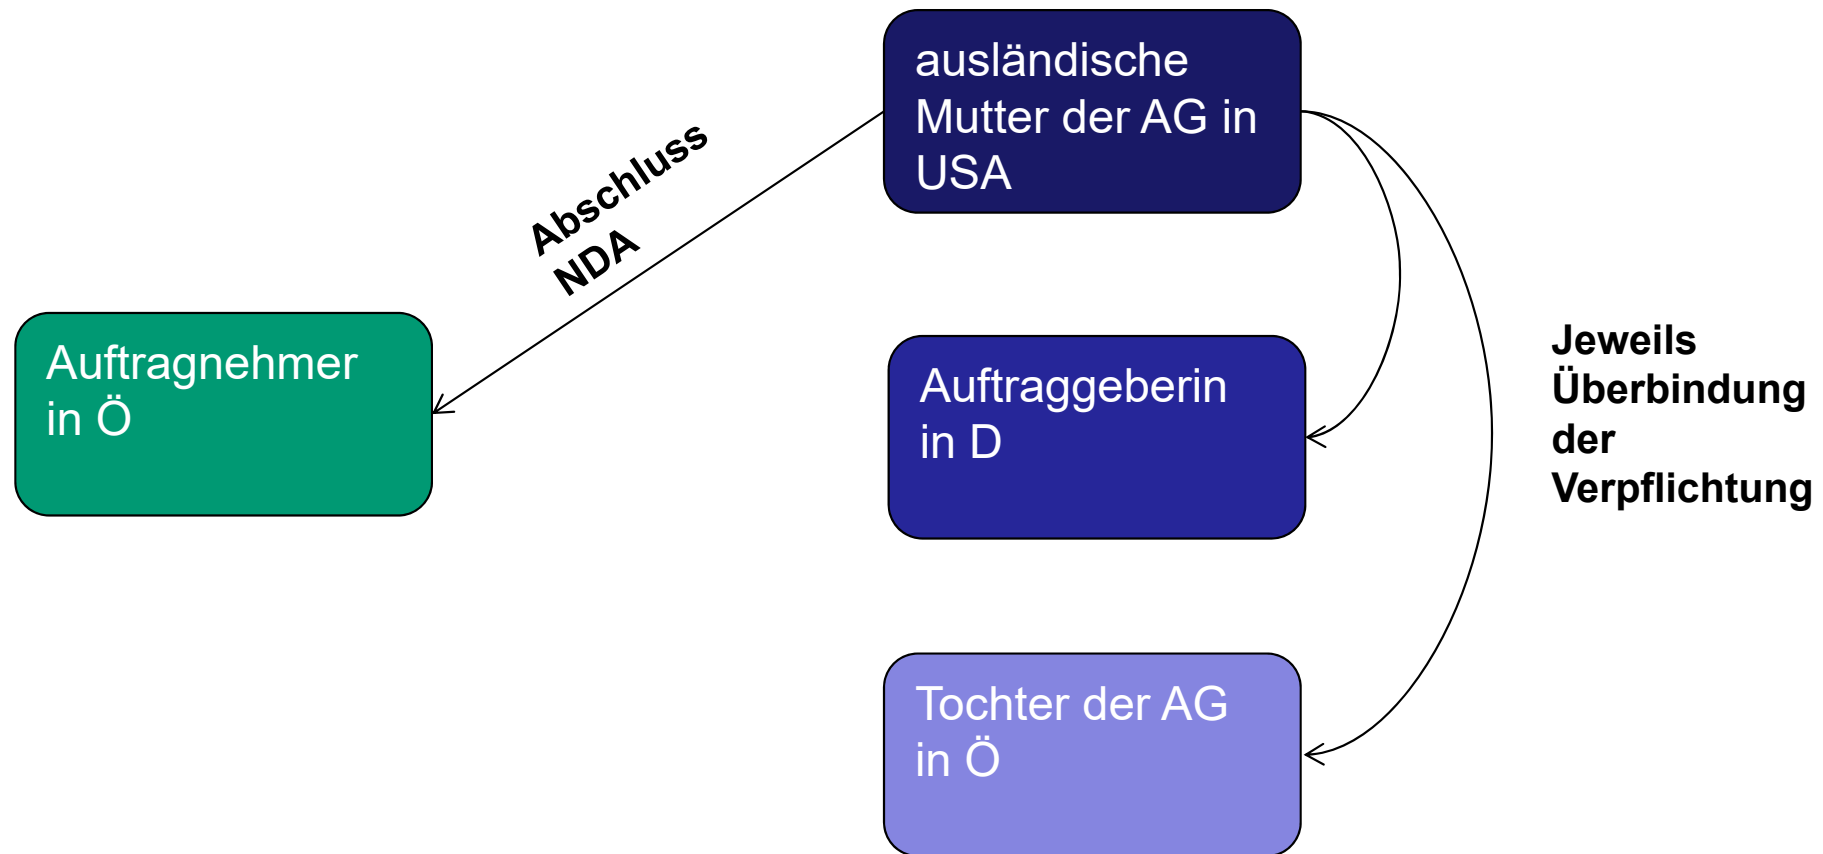 ausländische
Mutter der AG in
USA
Abschluss
NDA
Auftragnehmer
in Ö
Auftraggeberin
in D
Jeweils
Überbindung
der
Verpflichtung
Tochter der AG
in Ö